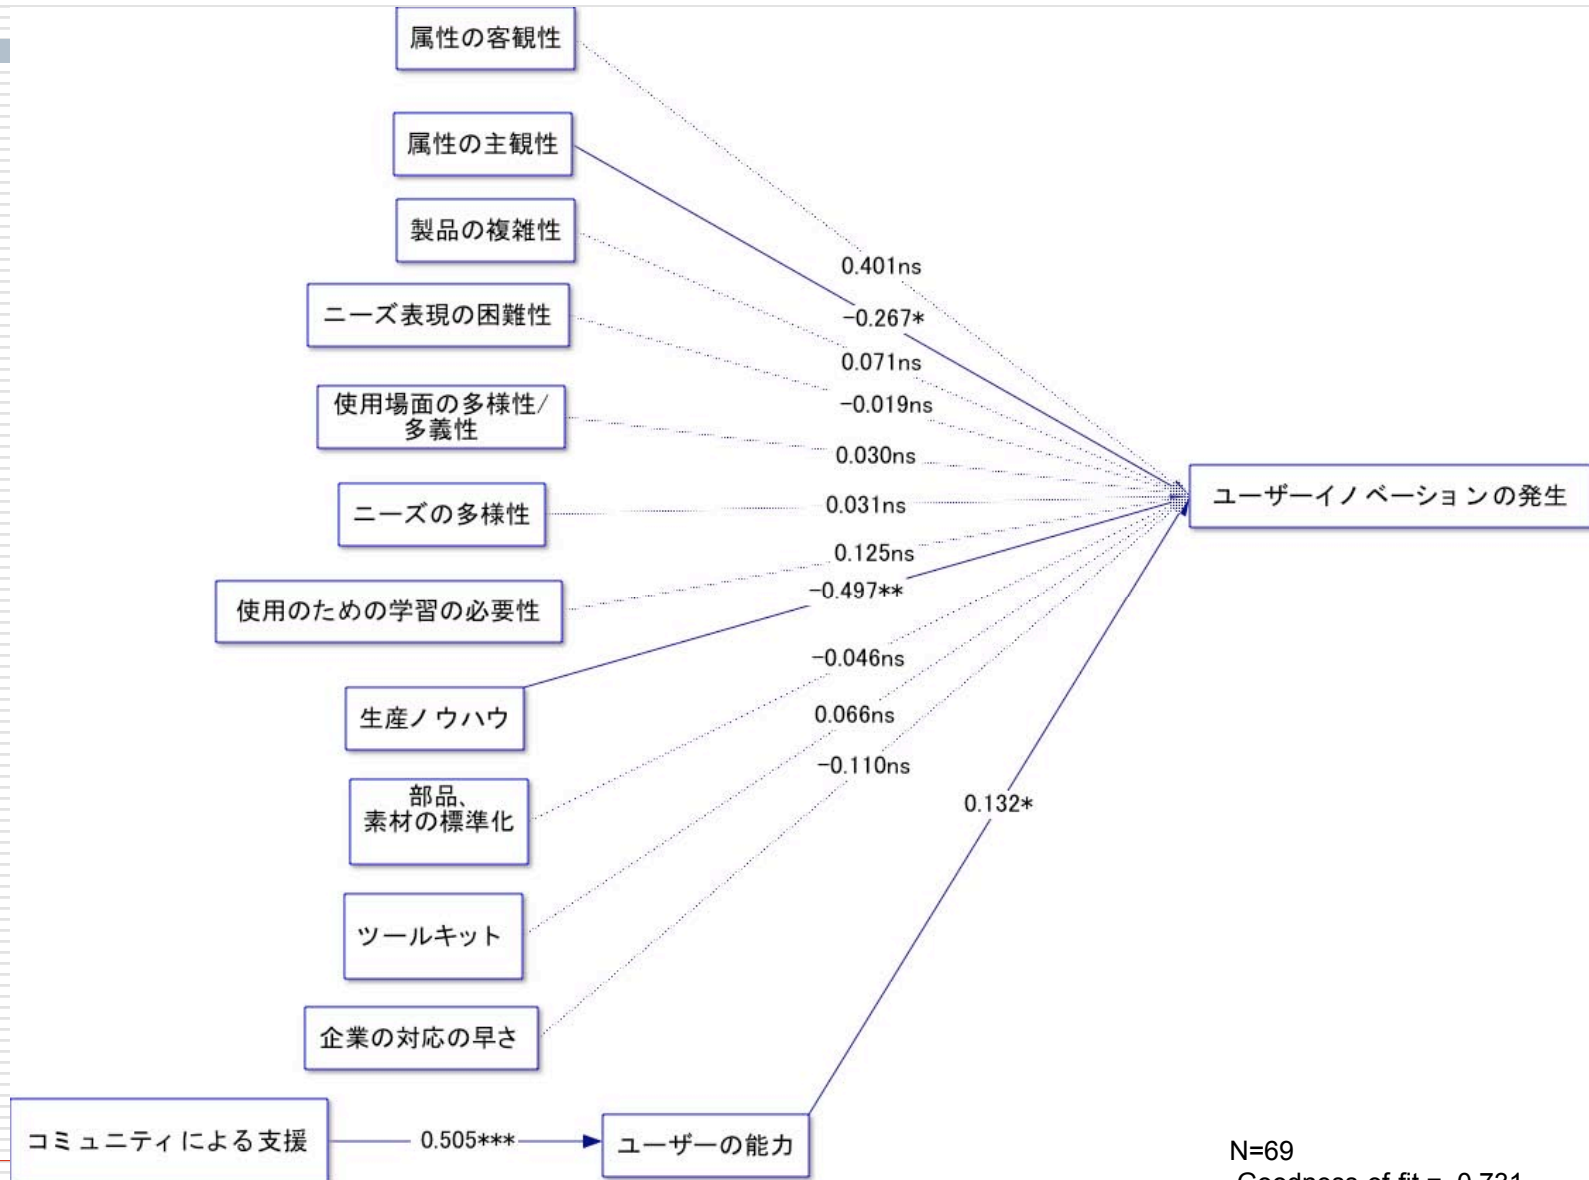 属性の客観性
属性の主観性
製品の複雑性
ニーズ表現の困難性
使用場面の多様性/
多義性
ニーズの多様性
使用のための学習の必要性
生産ノウハウ
部品、
素材の標準化
ツールキット
企業の対応の早さ
コミュニティによる支援
0.505***
ユーザーの能力
0.401ns
-0.267*
0.071ns
-0.019ns
0.030ns
0.031ns
0.125ns
-0.497**
-0.046ns
0.066ns
-0.110ns
0.132*
ユーザーイノベーションの発生
N=69
Goodness of fit = 0.731